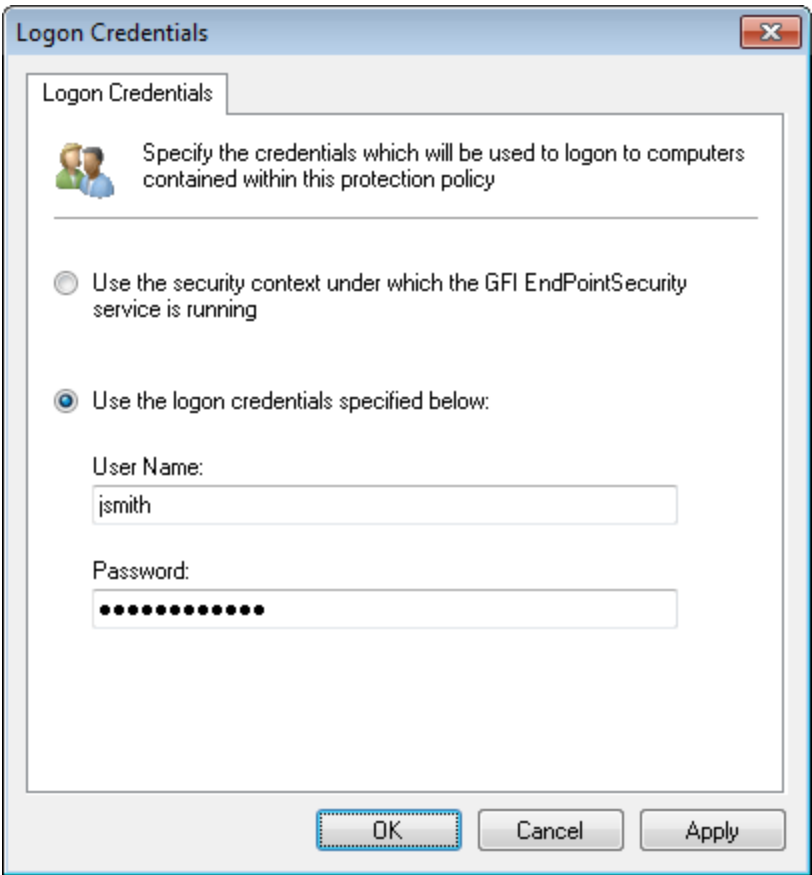 Logon Credentials
Logon Credentials
Specify the credentials which will be used to logon to computers
contained within this protection policy
Use the security context under which the GFI EndPointSecurity
service is running
Use the logon credentials specified below:
User Name:
jsmith
Password:
●●●●●●●●●●●●
OK Cancel Apply